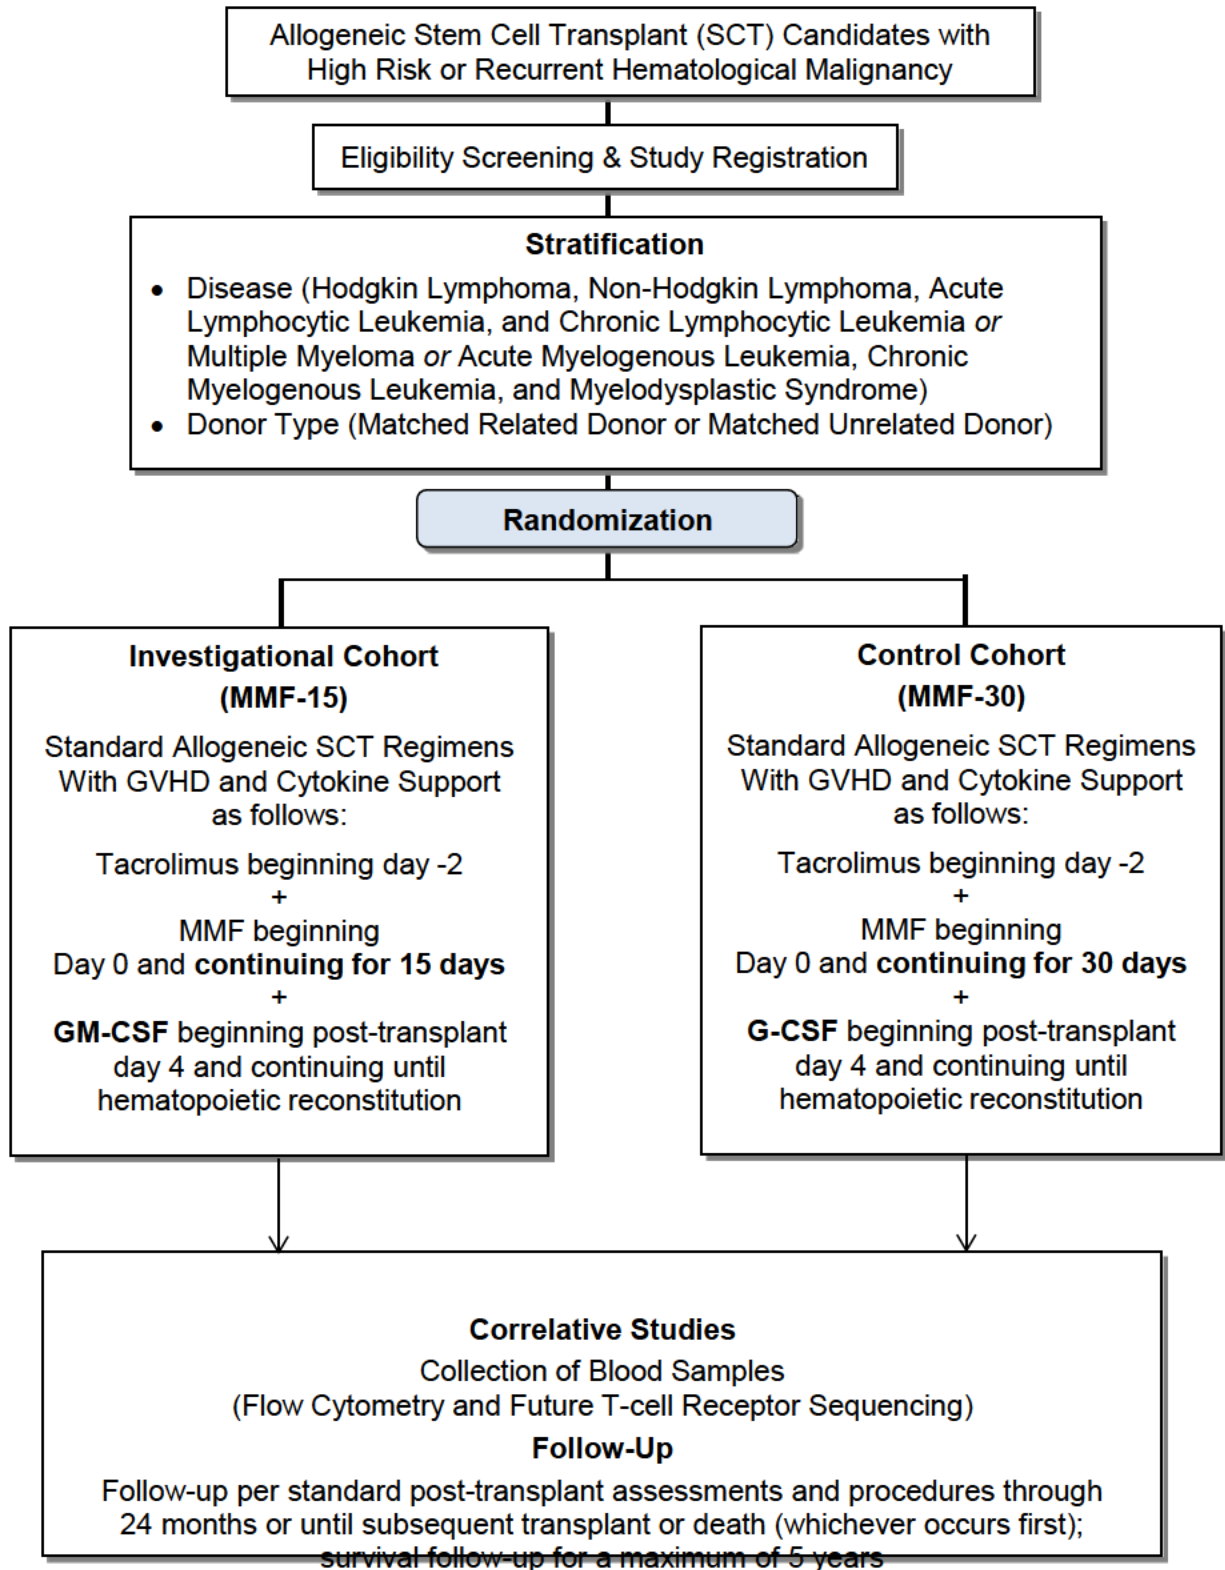 Allogeneic Stem Cell Transplant (SCT) Candidates with
High Risk or Recurrent Hematological Malignancy
Eligibility Screening & Study Registration
Stratification
• Disease (Hodgkin Lymphoma, Non-Hodgkin Lymphoma, Acute
Lymphocytic Leukemia, and Chronic Lymphocytic Leukemia or
Multiple Myeloma or Acute Myelogenous Leukemia, Chronic
Myelogenous Leukemia, and Myelodysplastic Syndrome)
• Donor Type (Matched Related Donor or Matched Unrelated Donor)
Randomization
Investigational Cohort
(MMF-15)
Standard Allogeneic SCT Regimens
With GVHD and Cytokine Support
as follows:
Tacrolimus beginning day -2
+
MMF beginning
Day 0 and continuing for 15 days
+
GM-CSF beginning post-transplant
day 4 and continuing until
hematopoietic reconstitution
Control Cohort
(MMF-30)
Standard Allogeneic SCT Regimens
With GVHD and Cytokine Support
as follows:
Tacrolimus beginning day -2
+
MMF beginning
Day 0 and continuing for 30 days
+
G-CSF beginning post-transplant
day 4 and continuing until
hematopoietic reconstitution
Correlative Studies
Collection of Blood Samples
(Flow Cytometry and Future T-cell Receptor Sequencing)
Follow-Up
Follow-up per standard post-transplant assessments and procedures through
24 months or until subsequent transplant or death (whichever occurs first);
survival follow-up for a maximum of 5 years